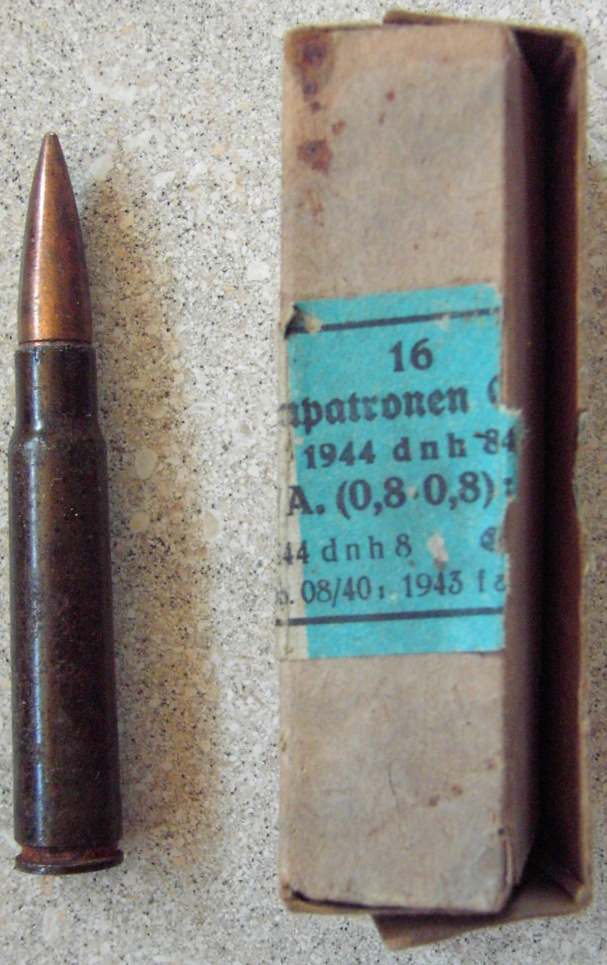 16
patronen
1944 dnh 84
A. (0,8·0,8):
44 dnh 8
08/40: 1943